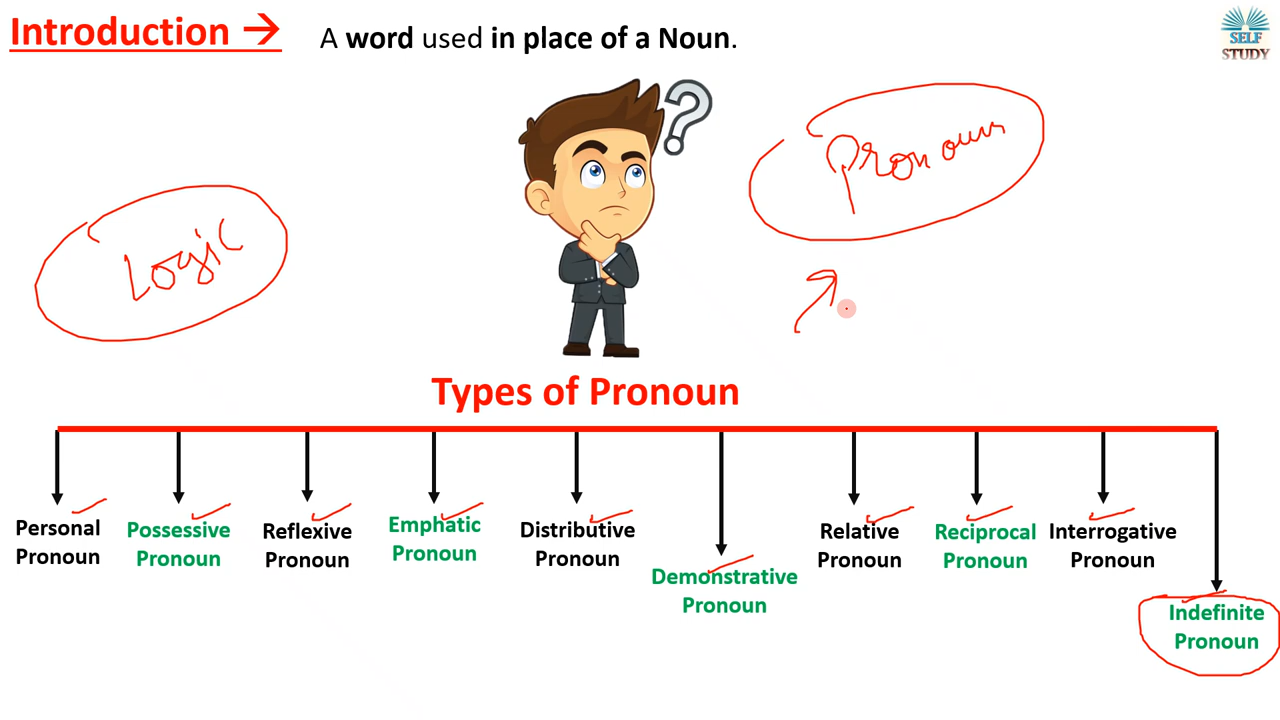 Introduction →
A word used in place of a Noun.
SELF
STUDY
?
Pronoun
Logic
Types of Pronoun
Personal
Pronoun
Possessive
Pronoun
Reflexive
Pronoun
Emphatic
Pronoun
Distributive
Pronoun
Demonstrative
Pronoun
Relative
Pronoun
Reciprocal
Pronoun
Interrogative
Pronoun
Indefinite
Pronoun